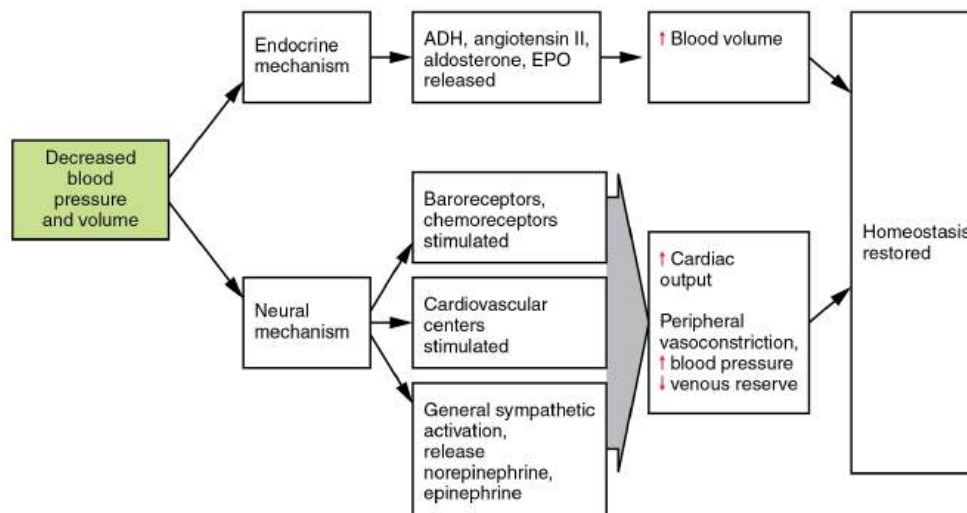 Decreased
blood
pressure
and volume
Endocrine
mechanism
ADH, angiotensin II,
aldosterone, EPO
released
↑ Blood volume
Neural
mechanism
Baroreceptors,
chemoreceptors
stimulated
Cardiovascular
centers
stimulated
General sympathetic
activation,
release
norepinephrine,
epinephrine
↑ Cardiac
output
Peripheral
vasoconstriction,
↑ blood pressure
↓ venous reserve
Homeostasis
restored